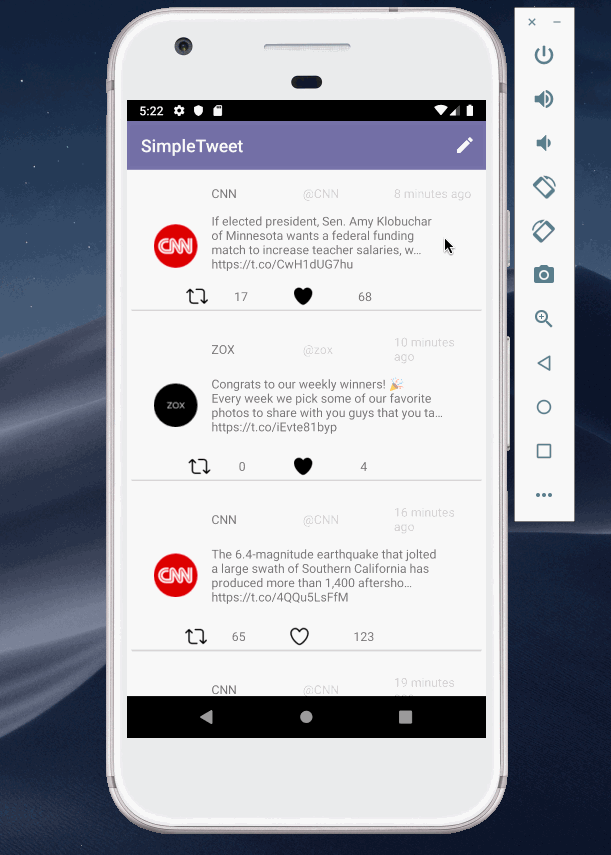 5:22
SimpleTweet
CNN @CNN 8 minutes ago
CNN
If elected president, Sen. Amy Klobuchar
of Minnesota wants a federal funding
match to increase teacher salaries, w…
https://t.co/CwH1dUG7hu
17 68
ZOX @zox 10 minutes
ago
ZOX
Congrats to our weekly winners! 🎉
Every week we pick some of our favorite
photos to share with you guys that you ta…
https://t.co/iEvte81byp
0 4
CNN @CNN 16 minutes
ago
CNN
The 6.4-magnitude earthquake that jolted
a large swath of Southern California has
produced more than 1,400 aftersho…
https://t.co/4QQu5LsFfM
65 123
CNN @CNN 19 minutes